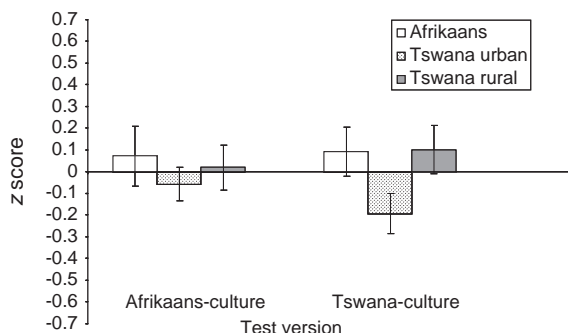 0.7
0.6
0.5
0.4
0.3
0.2
0.1
0
-0.1
-0.2
-0.3
-0.4
-0.5
-0.6
-0.7
z score
Afrikaans
Tswana urban
Tswana rural
Afrikaans-culture
Tswana-culture
Test version